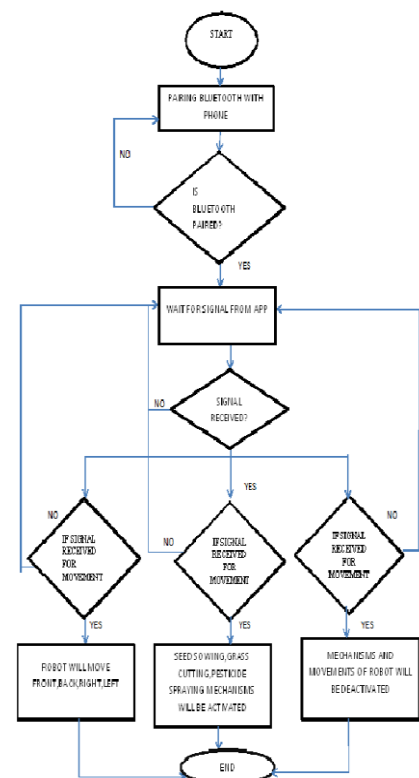 START
PAIRING BLUETOOTH WITH
PHONE
NO
IS
BLUETOOTH
PAIRED?
YES
WAIT FOR SIGNAL FROM APP
SIGNAL
RECEIVED?
NO
YES
NO
IF SIGNAL
RECEIVED
FOR
MOVEMENT
YES
NO
IF SIGNAL
RECEIVED
FOR
MOVEMENT
YES
NO
IF SIGNAL
RECEIVED
FOR
MOVEMENT
YES
ROBOT WILL MOVE
FRONT,BACK,RIGHT,LEFT
SEED SOWING,GRASS
CUTTING,PESTICIDE
SPRAYING MECHANISMS
WILL BE ACTIVATED
MECHANISMS AND
MOVEMENTS OF ROBOT WILL
BE DEACTIVATED
END